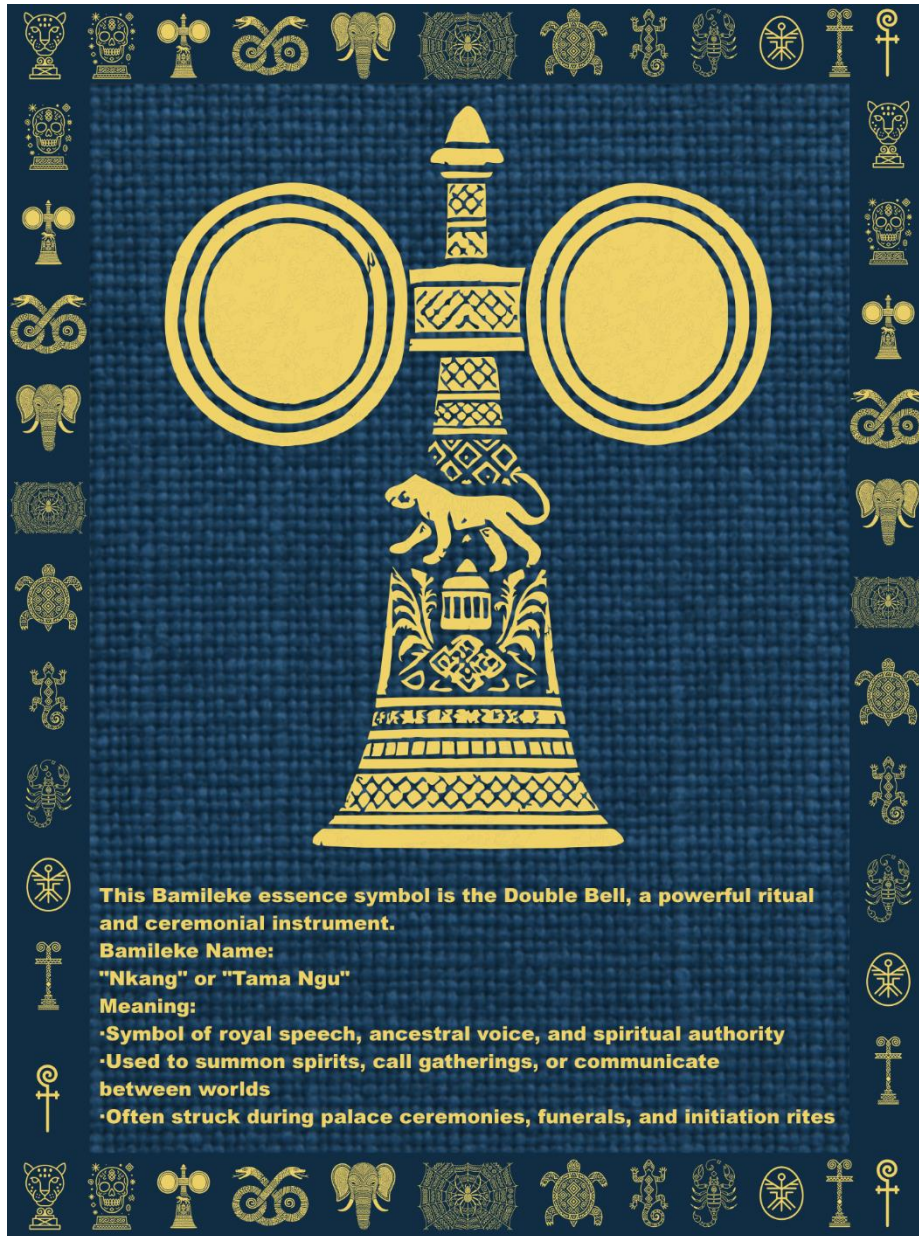 This Bamileke essence symbol is the Double Bell, a powerful ritual
and ceremonial instrument.
Bamileke Name:
"Nkang" or "Tama Ngu"
Meaning:
·Symbol of royal speech, ancestral voice, and spiritual authority
·Used to summon spirits, call gatherings, or communicate
between worlds
·Often struck during palace ceremonies, funerals, and initiation rites